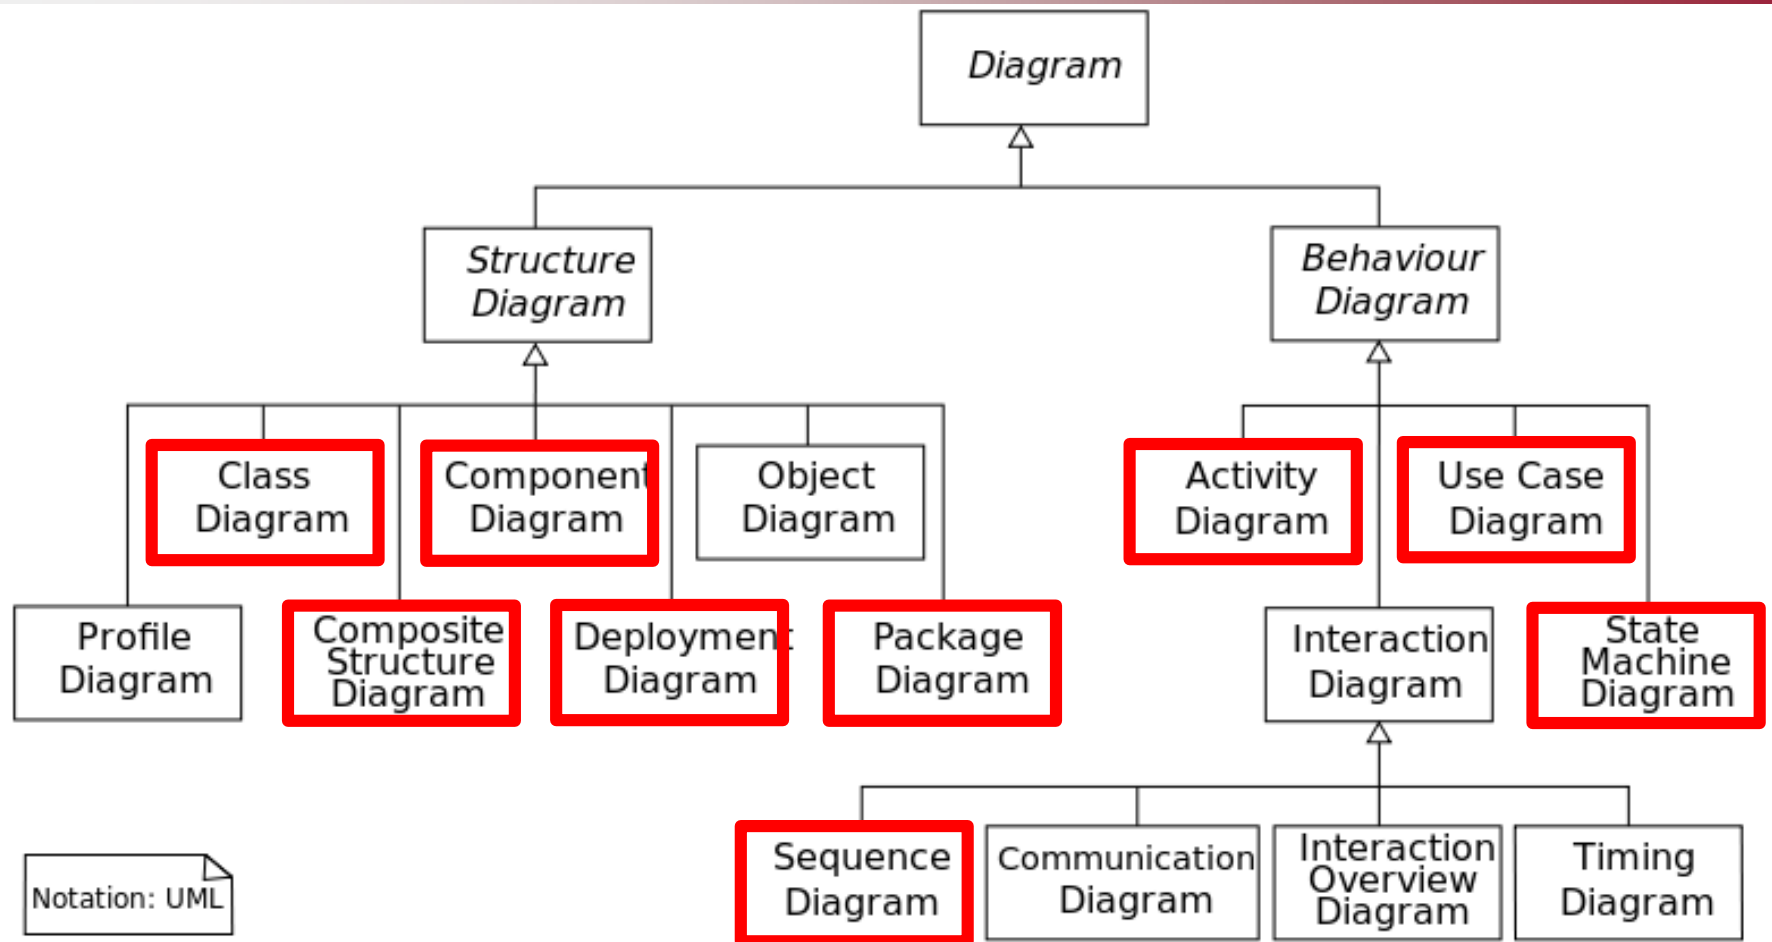 Diagram
Structure
Diagram
Behaviour
Diagram
Class
Diagram
Component
Diagram
Object
Diagram
Activity
Diagram
Use Case
Diagram
Profile
Diagram
Composite
Structure
Diagram
Deployment
Diagram
Package
Diagram
Interaction
Diagram
State
Machine
Diagram
Sequence
Diagram
Communication
Diagram
Interaction
Overview
Diagram
Timing
Diagram
Notation: UML